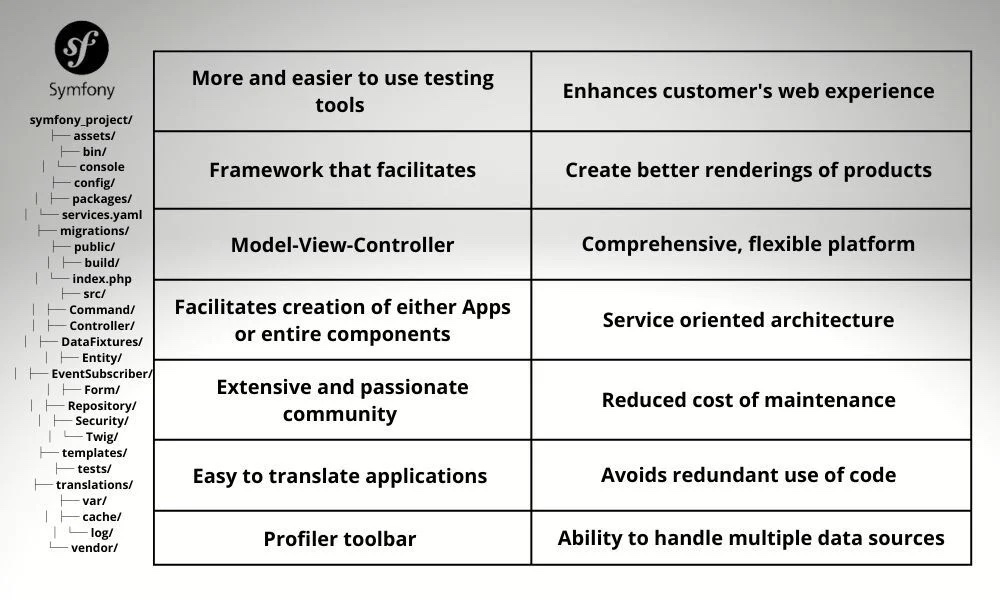 sf
Symfony
symfony_project/
├── assets/
├── bin/
│ └── console
├── config/
│ ├── packages/
│ └── services.yaml
├── migrations/
├── public/
│ ├── build/
│ └── index.php
├── src/
│ ├── Command/
│ ├── Controller/
│ ├── DataFixtures/
│ ├── Entity/
│ ├── EventSubscriber/
│ ├── Form/
│ ├── Repository/
│ ├── Security/
│ └── Twig/
├── templates/
├── tests/
├── translations/
├── var/
│ ├── cache/
│ └── log/
└── vendor/
More and easier to use testing
tools
Enhances customer's web experience
Framework that facilitates
Create better renderings of products
Model-View-Controller
Comprehensive, flexible platform
Facilitates creation of either Apps
or entire components
Service oriented architecture
Extensive and passionate
community
Reduced cost of maintenance
Easy to translate applications
Avoids redundant use of code
Profiler toolbar
Ability to handle multiple data sources